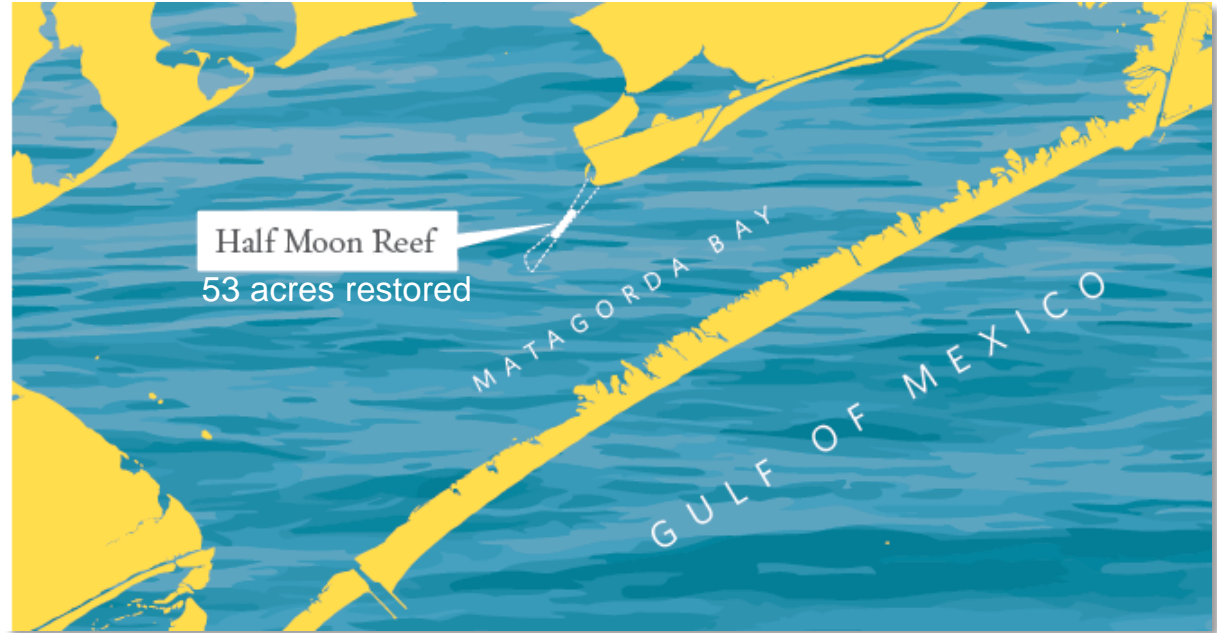 Half Moon Reef
53 acres restored
MATAGORDA BAY
GULF OF MEXICO